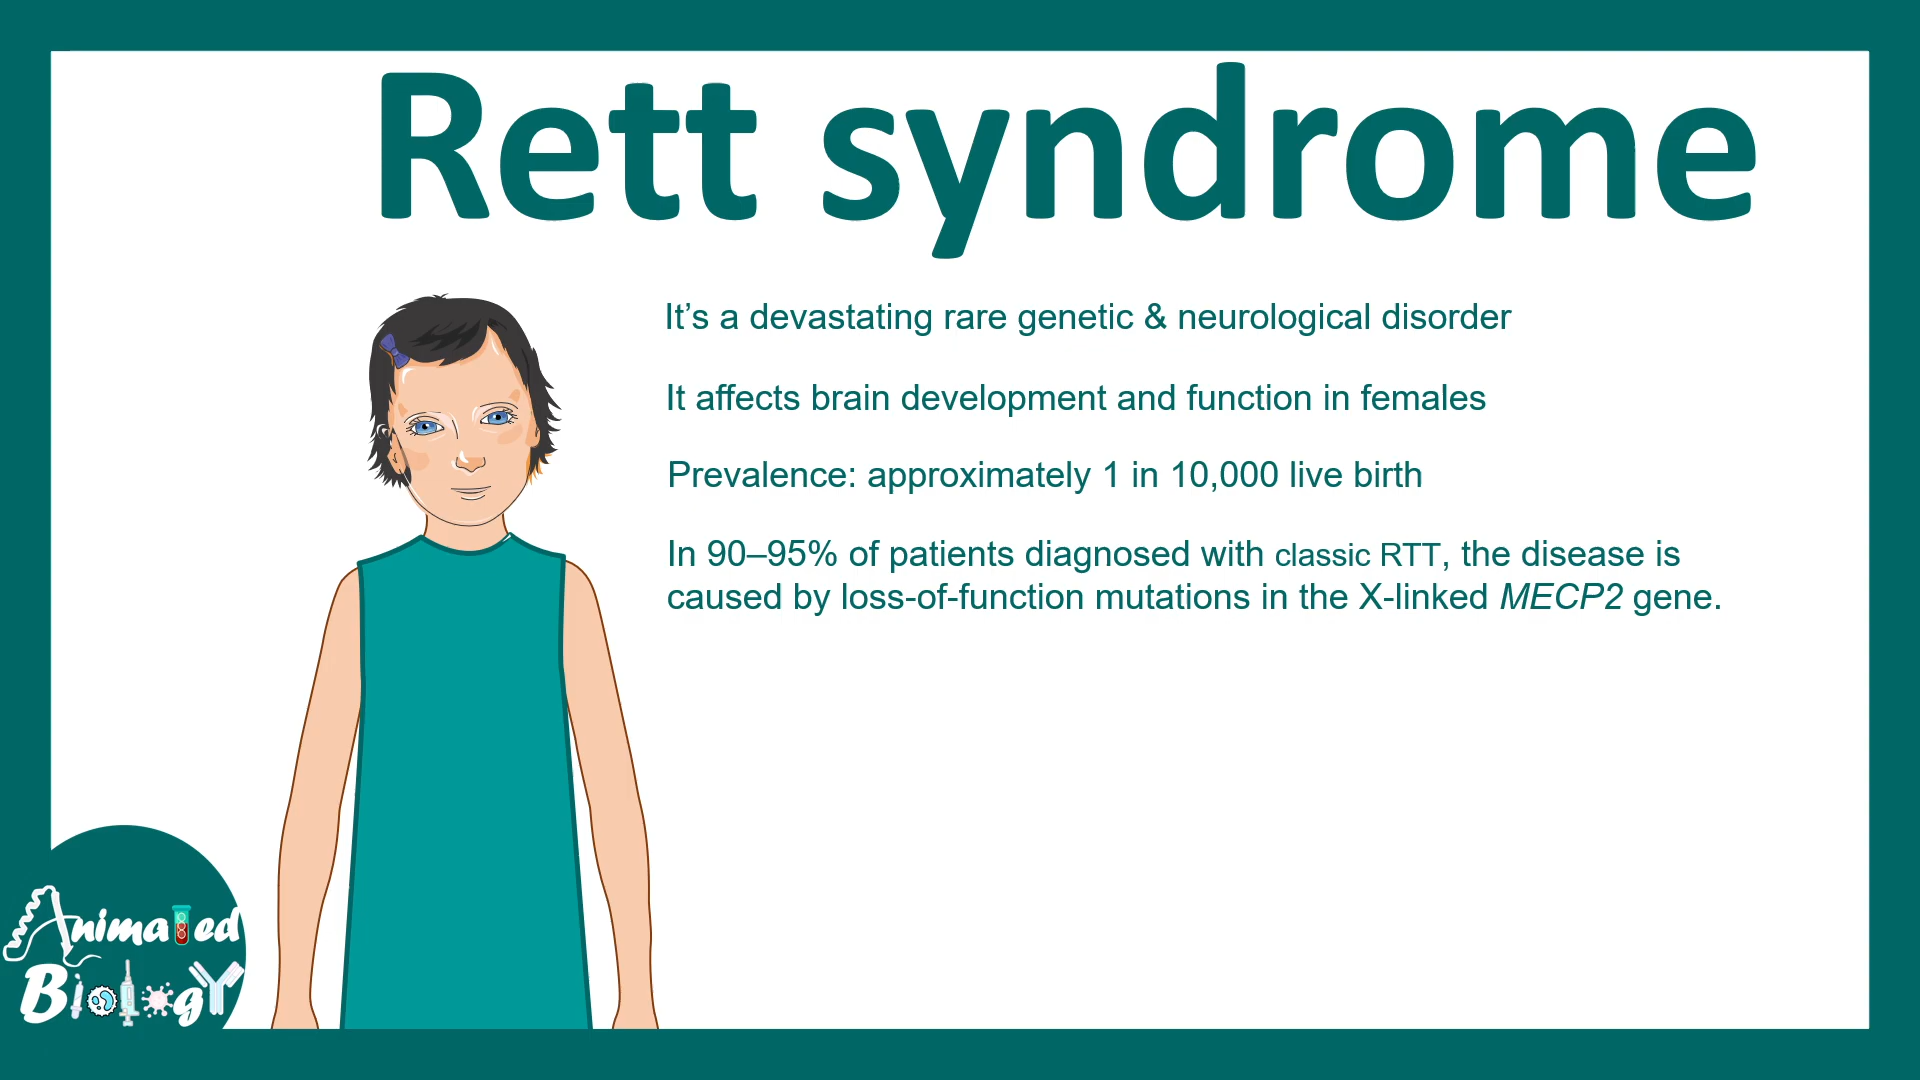 Rett syndrome
It’s a devastating rare genetic & neurological disorder
It affects brain development and function in females
Prevalence: approximately 1 in 10,000 live birth
In 90–95% of patients diagnosed with classic RTT, the disease is
caused by loss-of-function mutations in the X-linked MECP2 gene.
Animated
Biology